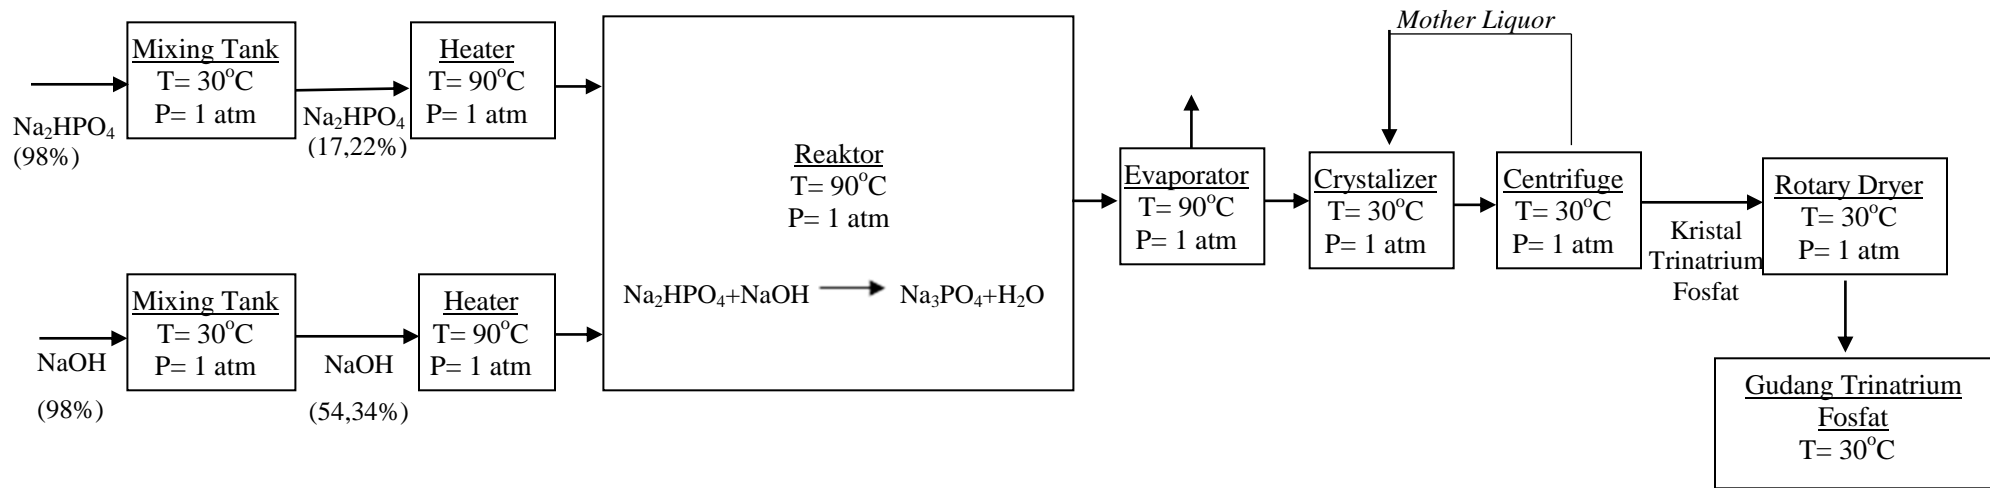 Mother Liquor
Mixing Tank
T= 30°C
P= 1 atm
Heater
T= 90°C
P= 1 atm
Na₂HPO₄
(98%)
Na₂HPO₄
(17,22%)
Reaktor
T= 90°C
P= 1 atm
Na₂HPO₄+NaOH → Na₃PO₄+H₂O
Evaporator
T= 90°C
P= 1 atm
Crystalizer
T= 30°C
P= 1 atm
Centrifuge
T= 30°C
P= 1 atm
Kristal
Trinatrium
Fosfat
Rotary Dryer
T= 30°C
P= 1 atm
Mixing Tank
T= 30°C
P= 1 atm
Heater
T= 90°C
P= 1 atm
NaOH
(98%)
NaOH
(54,34%)
Gudang Trinatrium
Fosfat
T= 30°C